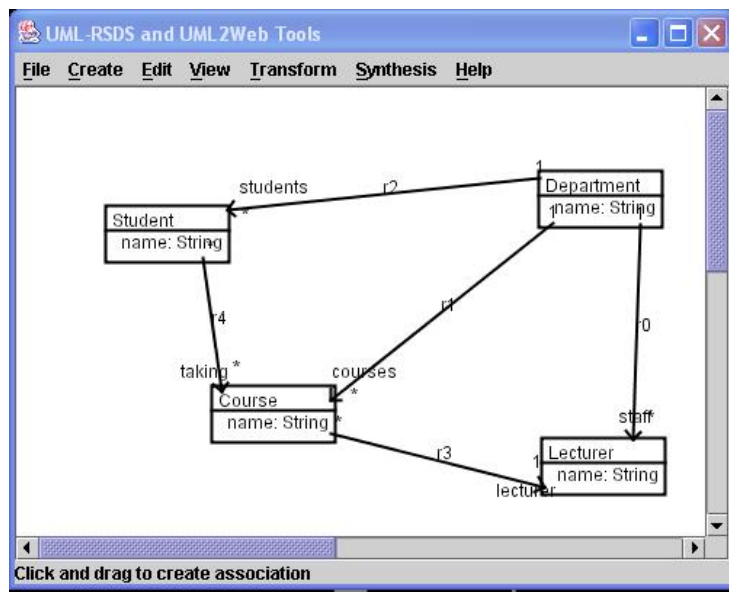 UML-RSDS and UML2Web Tools
File Create Edit View Transform Synthesis Help
1
students r2 Department
* 1 name: String 1
Student
name: String *
r4 r1 r0
taking * courses
* staff*
Course
name: String *
r3 1 Lecturer
name: String
lecturer
Click and drag to create association